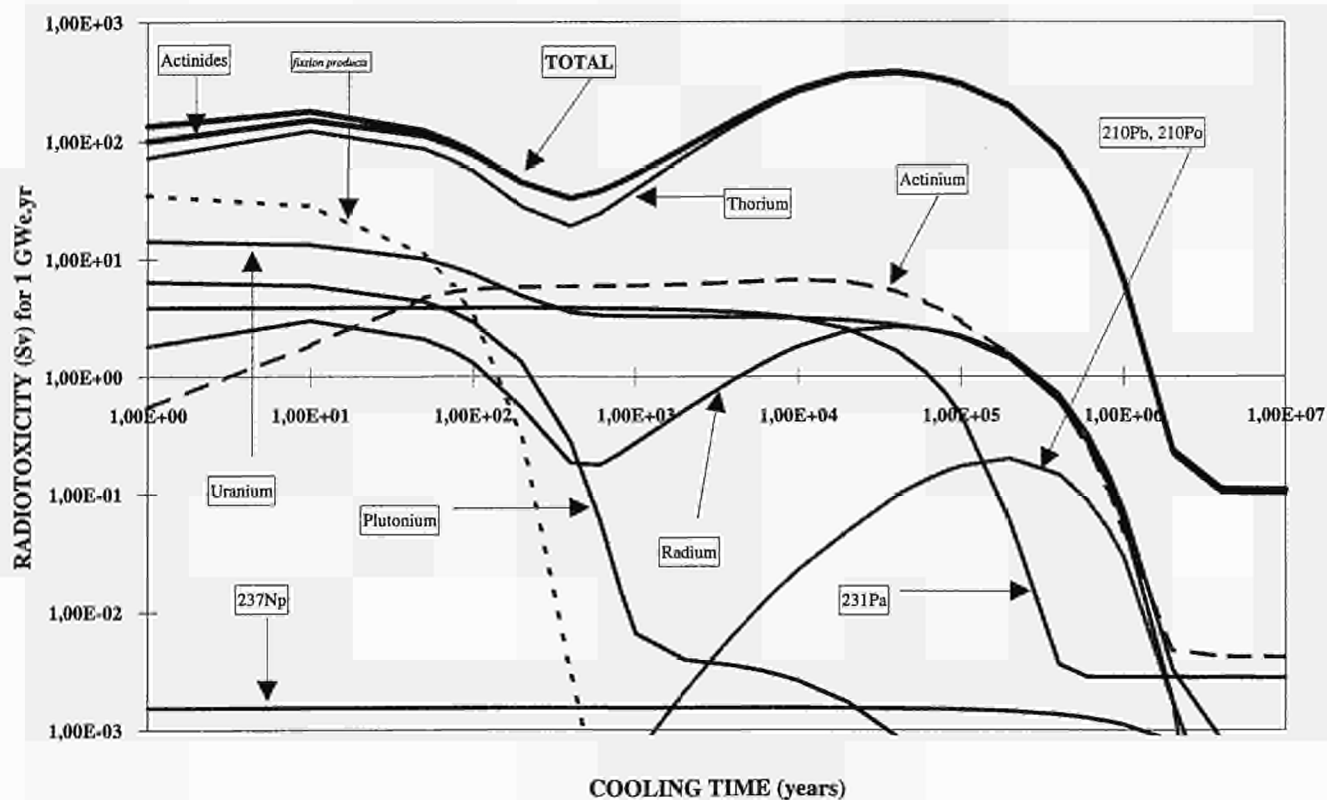 1,00E+03
Actinides
fission products
TOTAL
1,00E+02
210Pb, 210Po
Actinium
Thorium
1,00E+01
RADIOTOXICITY (Sv) for 1 GWe.yr
1,00E+00
1,00E+00 1,00E+01 1,00E+02 1,00E+03 1,00E+04 1,00E+05 1,00E+06 1,00E+07
Uranium
1,00E-01
Plutonium
Radium
237Np
231Pa
1,00E-02
1,00E-03
COOLING TIME (years)